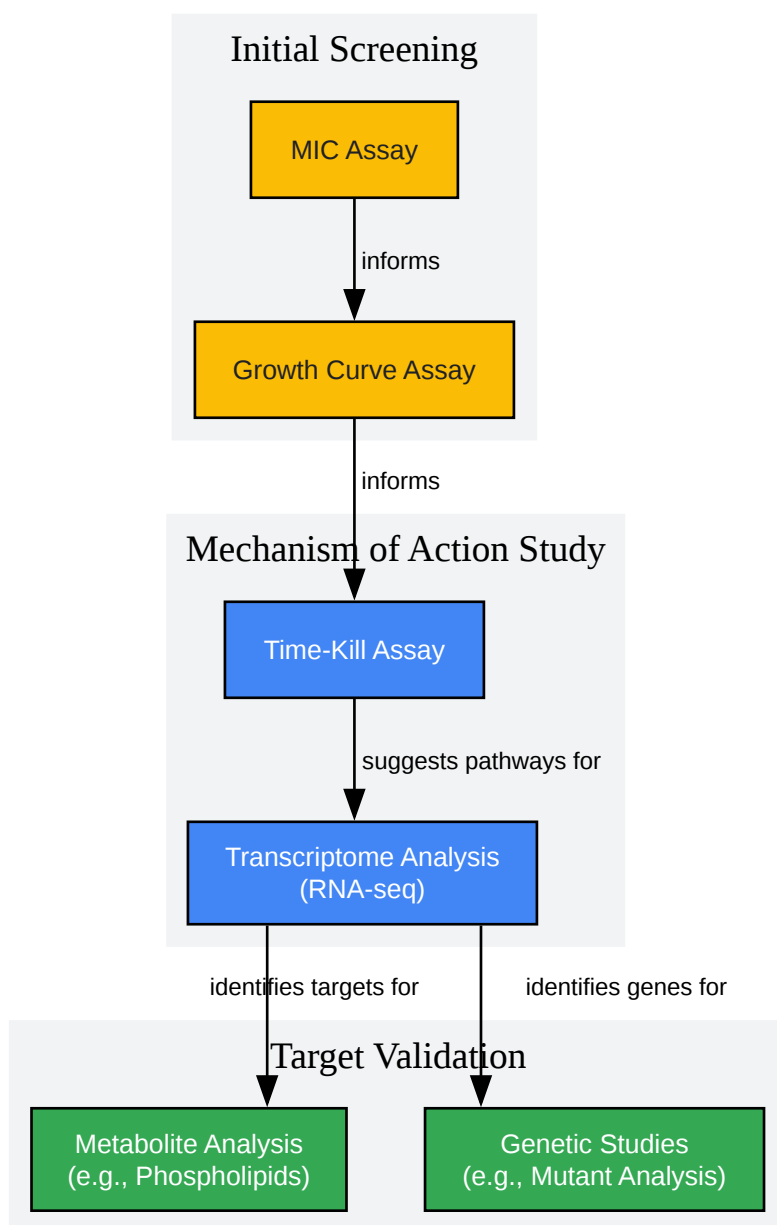 Initial Screening
MIC Assay
informs
Growth Curve Assay
informs
Mechanism of Action Study
Time-Kill Assay
suggests pathways for
Transcriptome Analysis
(RNA-seq)
identifies targets for
identifies genes for
Target Validation
Metabolite Analysis
(e.g., Phospholipids)
Genetic Studies
(e.g., Mutant Analysis)